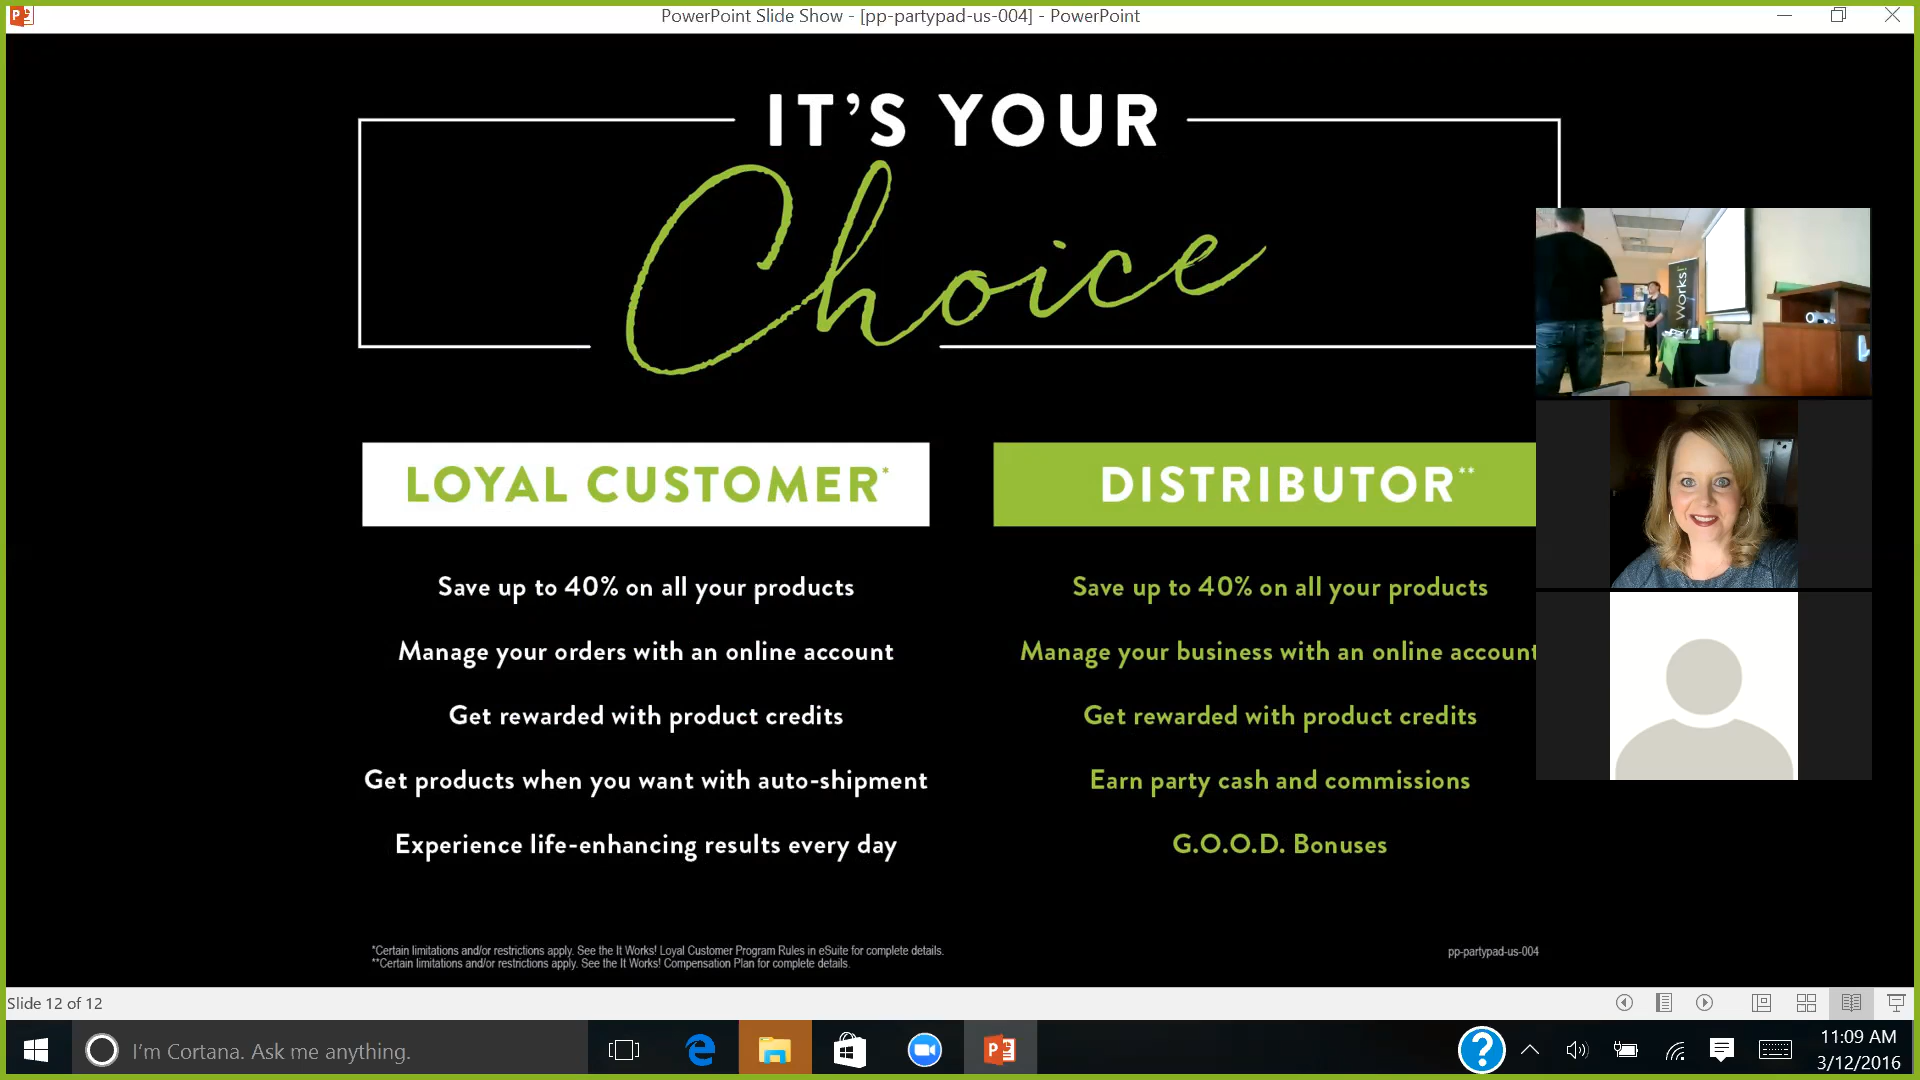 PowerPoint Slide Show - [pp-partypad-us-004] - PowerPoint
IT'S YOUR
Choice
Works!
LOYAL CUSTOMER*
Save up to 40% on all your products
Manage your orders with an online account
Get rewarded with product credits
Get products when you want with auto-shipment
Experience life-enhancing results every day
DISTRIBUTOR**
Save up to 40% on all your products
Manage your business with an online account
Get rewarded with product credits
Earn party cash and commissions
G.O.O.D. Bonuses
*Certain limitations and/or restrictions apply. See the It Works! Loyal Customer Program Rules in eSuite for complete details.
**Certain limitations and/or restrictions apply. See the It Works! Compensation Plan for complete details.
pp-partypad-us-004
Slide 12 of 12
I'm Cortana. Ask me anything.
11:09 AM
3/12/2016